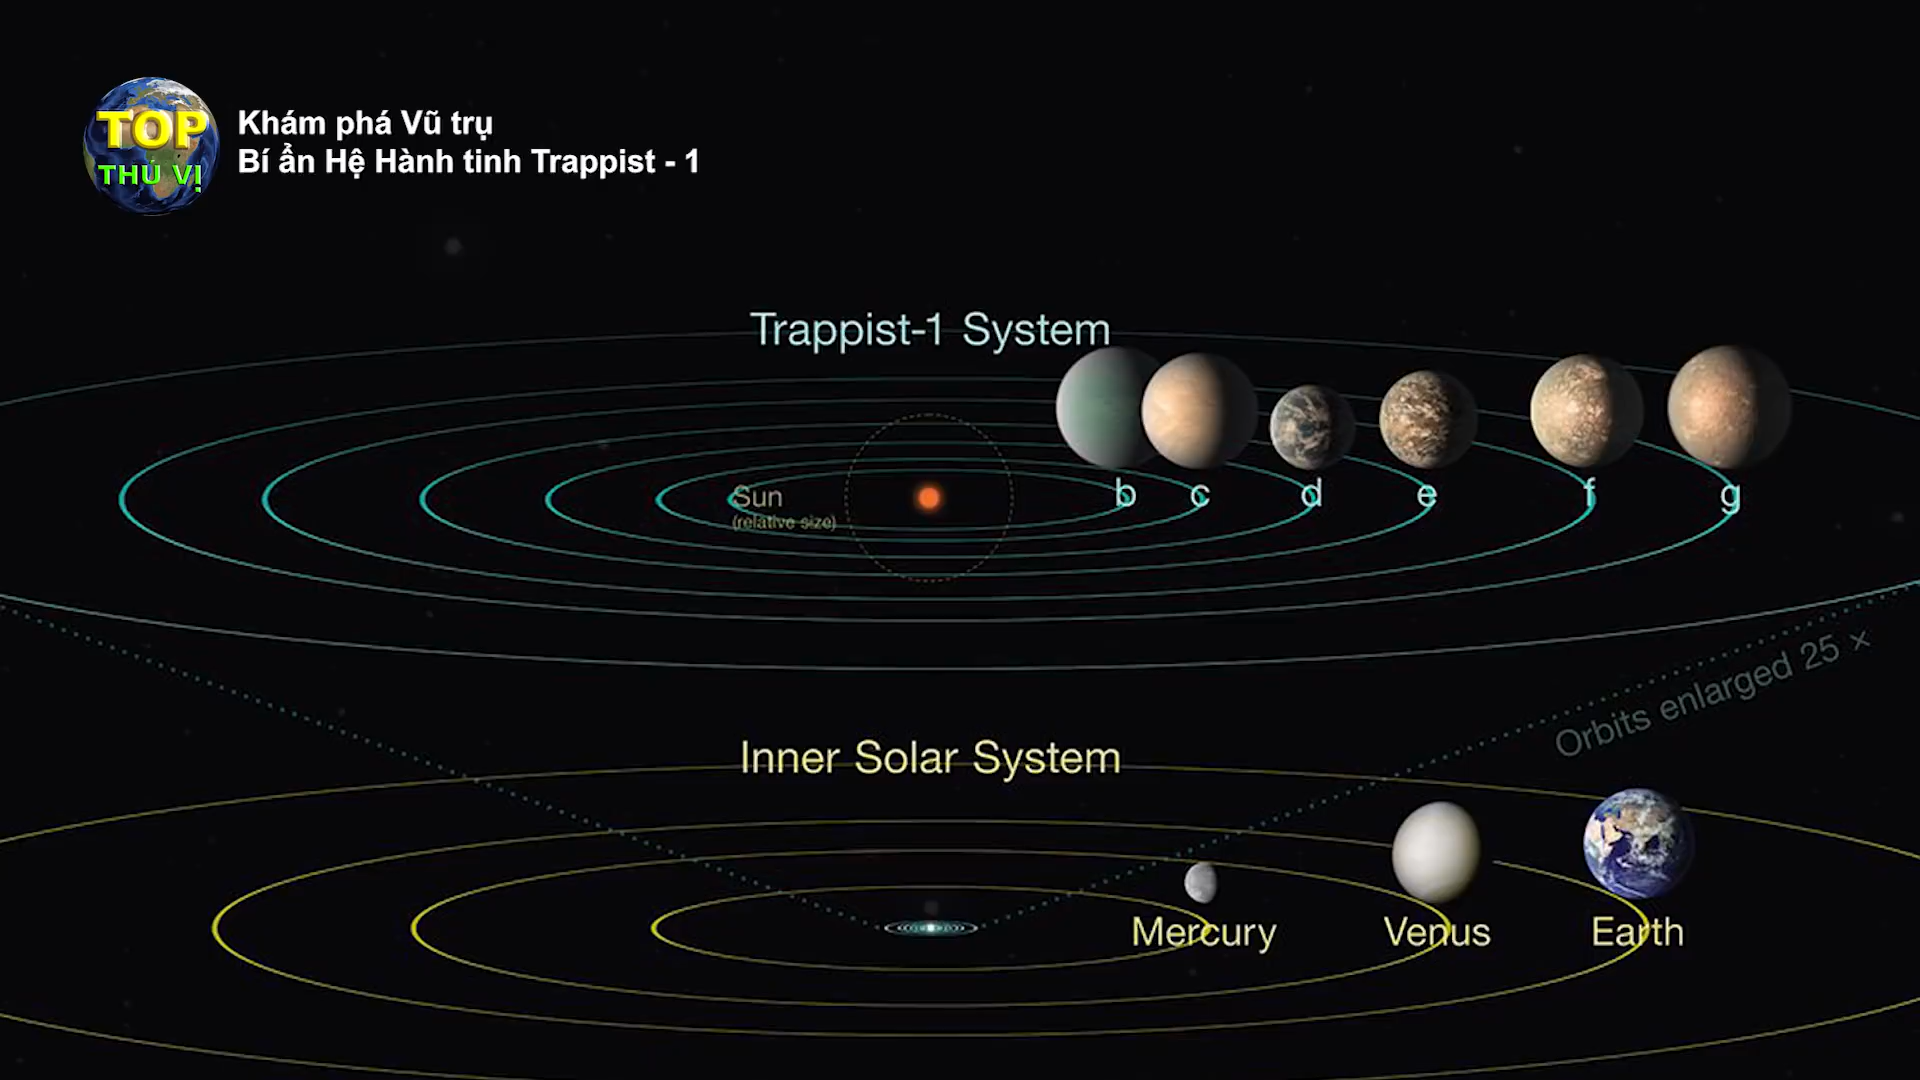 TOP
THÚ VỊ
Khám phá Vũ trụ
Bí ẩn Hệ Hành tinh Trappist - 1
Trappist-1 System
Sun
(relative size)
b c d e f g
Orbits enlarged 25 ×
Inner Solar System
Mercury Venus Earth